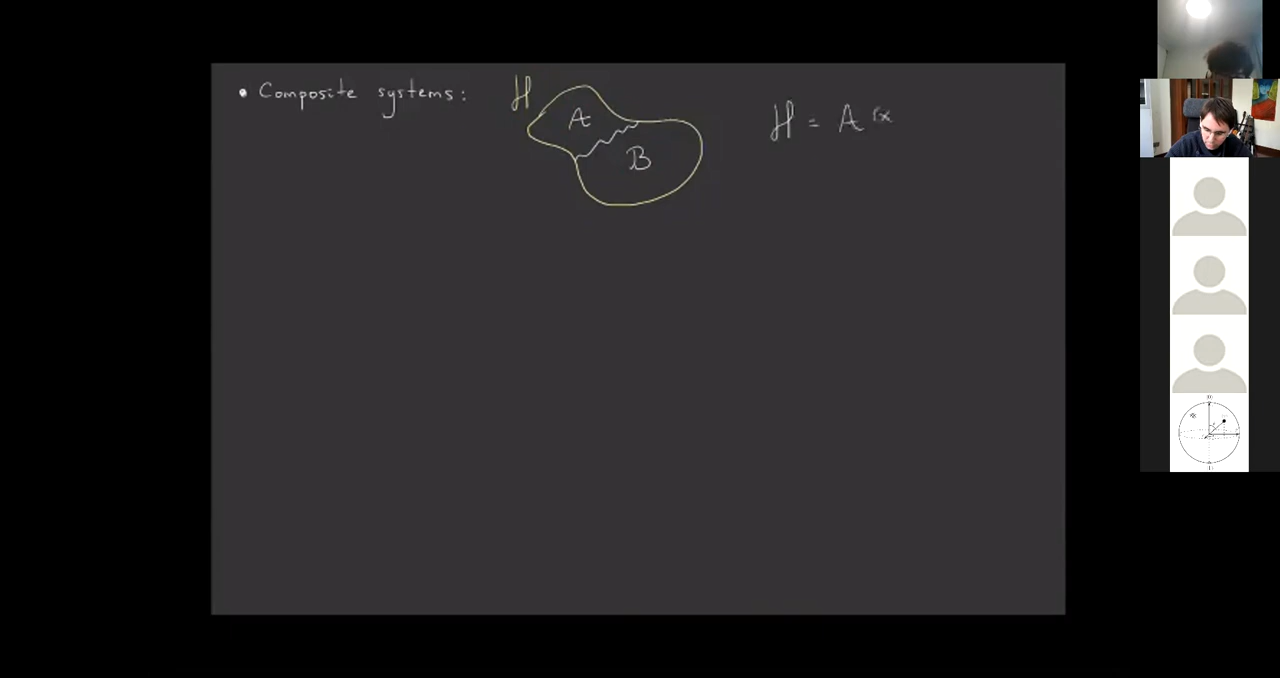 • Composite systems:
H
A
B
H = A ⊗